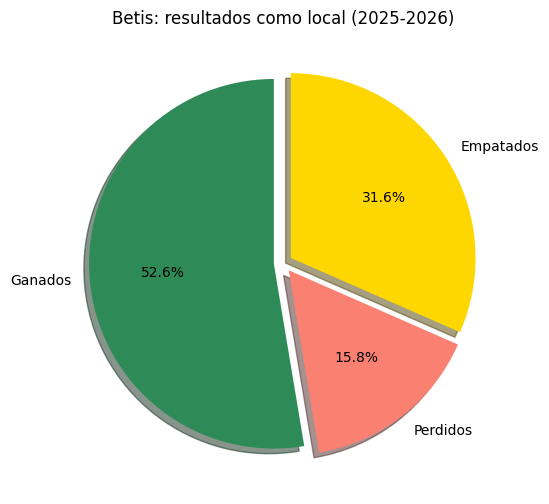 Betis: resultados como local (2025-2026)
Empatados
31.6%
52.6%
Ganados
15.8%
Perdidos